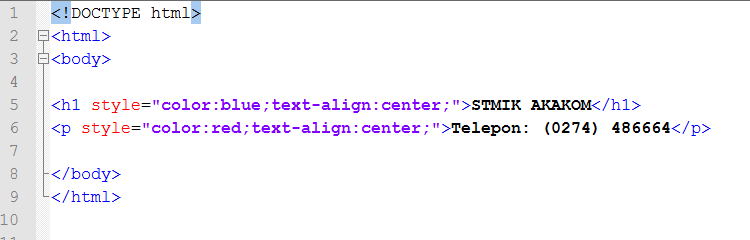 1 <!DOCTYPE html>
2 <html>
3 <body>
4
5 <h1 style="color:blue;text-align:center;">STMIK AKAKOM</h1>
6 <p style="color:red;text-align:center;">Telepon: (0274) 486664</p>
7
8 </body>
9 </html>
10